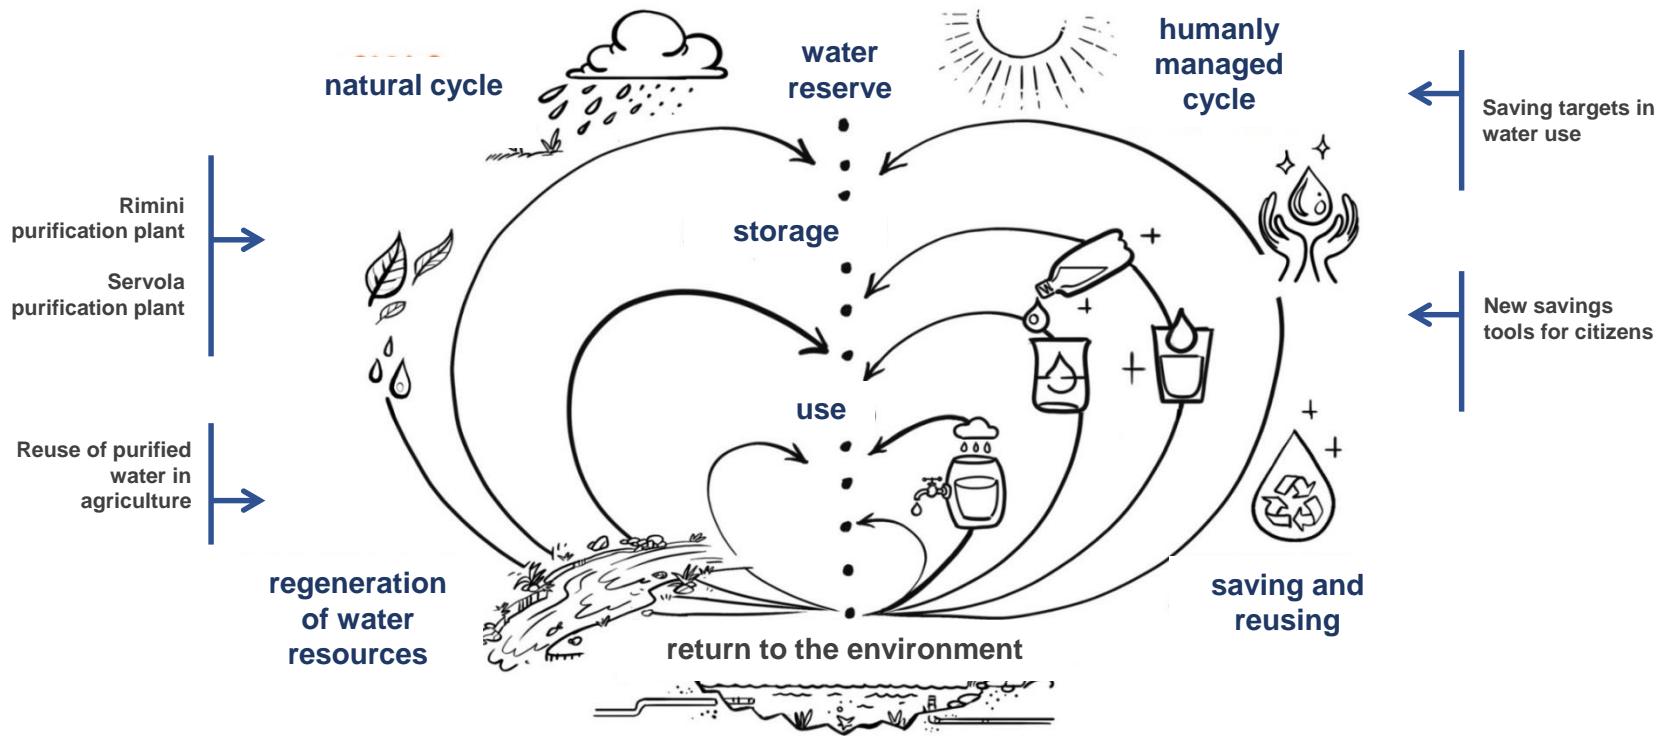 natural cycle
water
reserve
humanly
managed
cycle
Saving targets in
water use
Rimini
purification plant
Servola
purification plant
storage
New savings
tools for citizens
use
Reuse of purified
water in
agriculture
regeneration
of water
resources
saving and
reusing
return to the environment